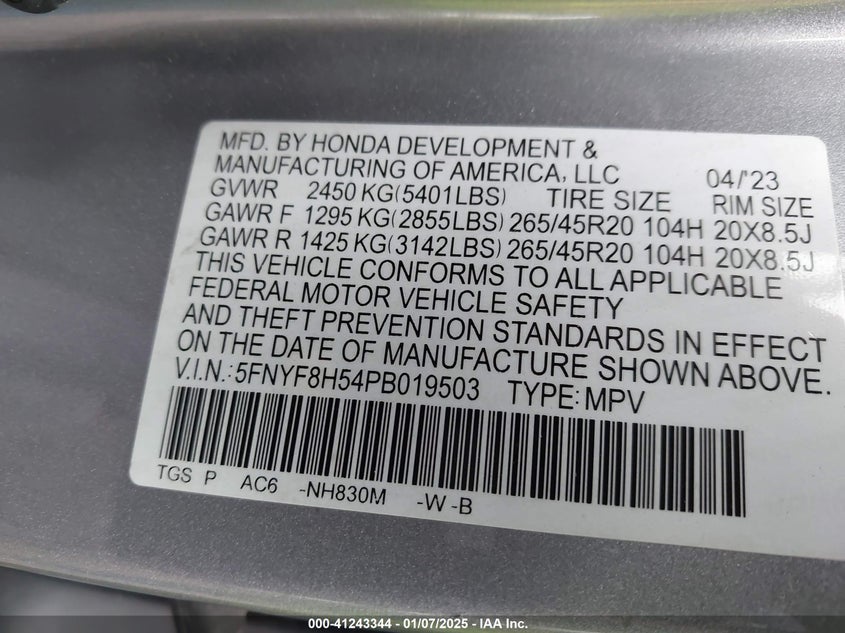 MFD. BY HONDA DEVELOPMENT &
MANUFACTURING OF AMERICA, LLC 04/'23
GVWR 2450 KG(5401LBS) TIRE SIZE RIM SIZE
GAWR F 1295 KG(2855LBS) 265/45R20 104H 20X8.5J
GAWR R 1425 KG(3142LBS) 265/45R20 104H 20X8.5J
THIS VEHICLE CONFORMS TO ALL APPLICABLE
FEDERAL MOTOR VEHICLE SAFETY
AND THEFT PREVENTION STANDARDS IN EFFECT
ON THE DATE OF MANUFACTURE SHOWN ABOVE.
V.I.N.:5FNYF8H54PB019503 TYPE:MPV
TGS P AC6 -NH830M -W -B
000-41243344 - 01/07/2025 - IAA Inc.